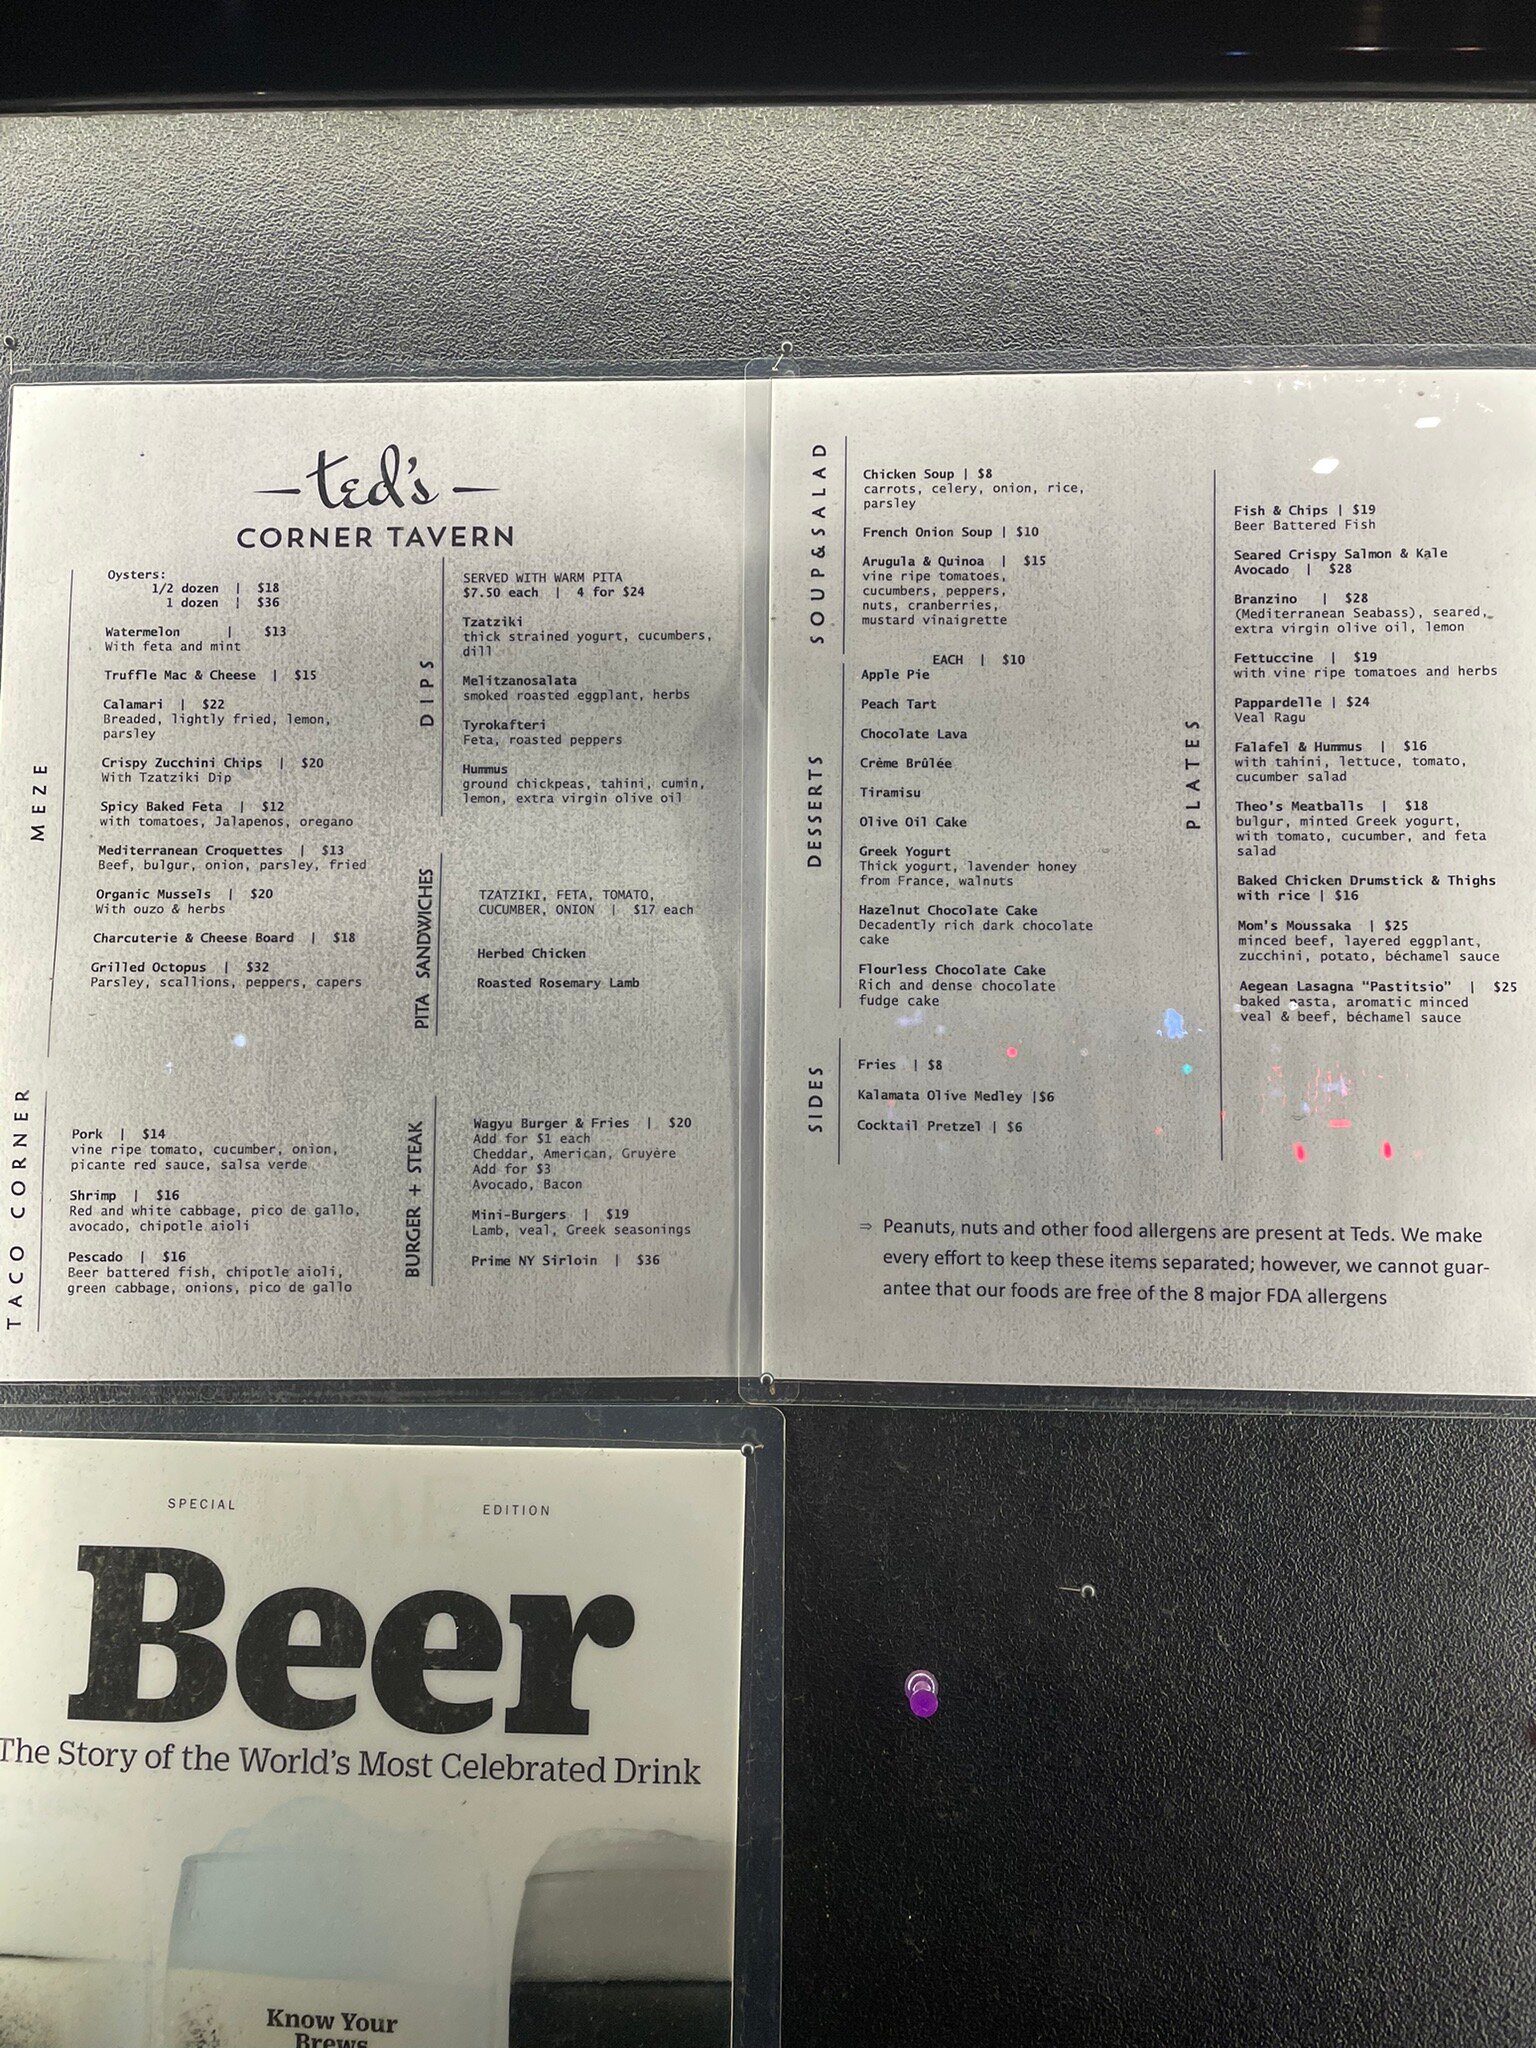 ted's
CORNER TAVERN
MEZE
Oysters:
1/2 dozen | $18
1 dozen | $36
Watermelon | $13
With feta and mint
Truffle Mac & Cheese | $15
Calamari | $22
Breaded, lightly fried, lemon,
parsley
Crispy Zucchini Chips | $20
With Tzatziki Dip
Spicy Baked Feta | $12
with tomatoes, Jalapenos, oregano
Mediterranean Croquettes | $13
Beef, bulgur, onion, parsley, fried
Organic Mussels | $20
With ouzo & herbs
Charcuterie & Cheese Board | $18
Grilled Octopus | $32
Parsley, scallions, peppers, capers
TACO CORNER
Pork | $14
vine ripe tomato, cucumber, onion,
picante red sauce, salsa verde
Shrimp | $16
Red and white cabbage, pico de gallo,
avocado, chipotle aioli
Pescado | $16
Beer battered fish, chipotle aioli,
green cabbage, onions, pico de gallo
DIPS
SERVED WITH WARM PITA
$7.50 each | 4 for $24
Tzatziki
thick strained yogurt, cucumbers,
dill
Melitzanosalata
smoked roasted eggplant, herbs
Tyrokafteri
Feta, roasted peppers
Hummus
ground chickpeas, tahini, cumin,
lemon, extra virgin olive oil
PITA SANDWICHES
TZATZIKI, FETA, TOMATO,
CUCUMBER, ONION | $17 each
Herbed Chicken
Roasted Rosemary Lamb
BURGER + STEAK
Wagyu Burger & Fries | $20
Add for $1 each
Cheddar, American, Gruyére
Add for $3
Avocado, Bacon
Mini-Burgers | $19
Lamb, veal, Greek seasonings
Prime NY Sirloin | $36
SOUP&SALAD
Chicken Soup | $8
carrots, celery, onion, rice,
parsley
French Onion Soup | $10
Arugula & Quinoa | $15
vine ripe tomatoes,
cucumbers, peppers,
nuts, cranberries,
mustard vinaigrette
DESSERTS
EACH | $10
Apple Pie
Peach Tart
Chocolate Lava
Crème Brûlée
Tiramisu
Olive Oil Cake
Greek Yogurt
Thick yogurt, lavender honey
from France, walnuts
Hazelnut Chocolate Cake
Decadently rich dark chocolate
cake
Flourless Chocolate Cake
Rich and dense chocolate
fudge cake
SIDES
Fries | $8
Kalamata Olive Medley |$6
Cocktail Pretzel | $6
PLATES
Fish & Chips | $19
Beer Battered Fish
Seared Crispy Salmon & Kale
Avocado | $28
Branzino | $28
(Mediterranean Seabass), seared,
extra virgin olive oil, lemon
Fettuccine | $19
with vine ripe tomatoes and herbs
Pappardelle | $24
Veal Ragu
Falafel & Hummus | $16
with tahini, lettuce, tomato,
cucumber salad
Theo's Meatballs | $18
bulgur, minted Greek yogurt,
with tomato, cucumber, and feta
salad
Baked Chicken Drumstick & Thighs
with rice | $16
Mom's Moussaka | $25
minced beef, layered eggplant,
zucchini, potato, béchamel sauce
Aegean Lasagna "Pastitsio" | $25
baked pasta, aromatic minced
veal & beef, béchamel sauce
⇒ Peanuts, nuts and other food allergens are present at Teds. We make
every effort to keep these items separated; however, we cannot guar-
antee that our foods are free of the 8 major FDA allergens
SPECIAL EDITION
Beer
The Story of the World's Most Celebrated Drink
Know Your
Brews